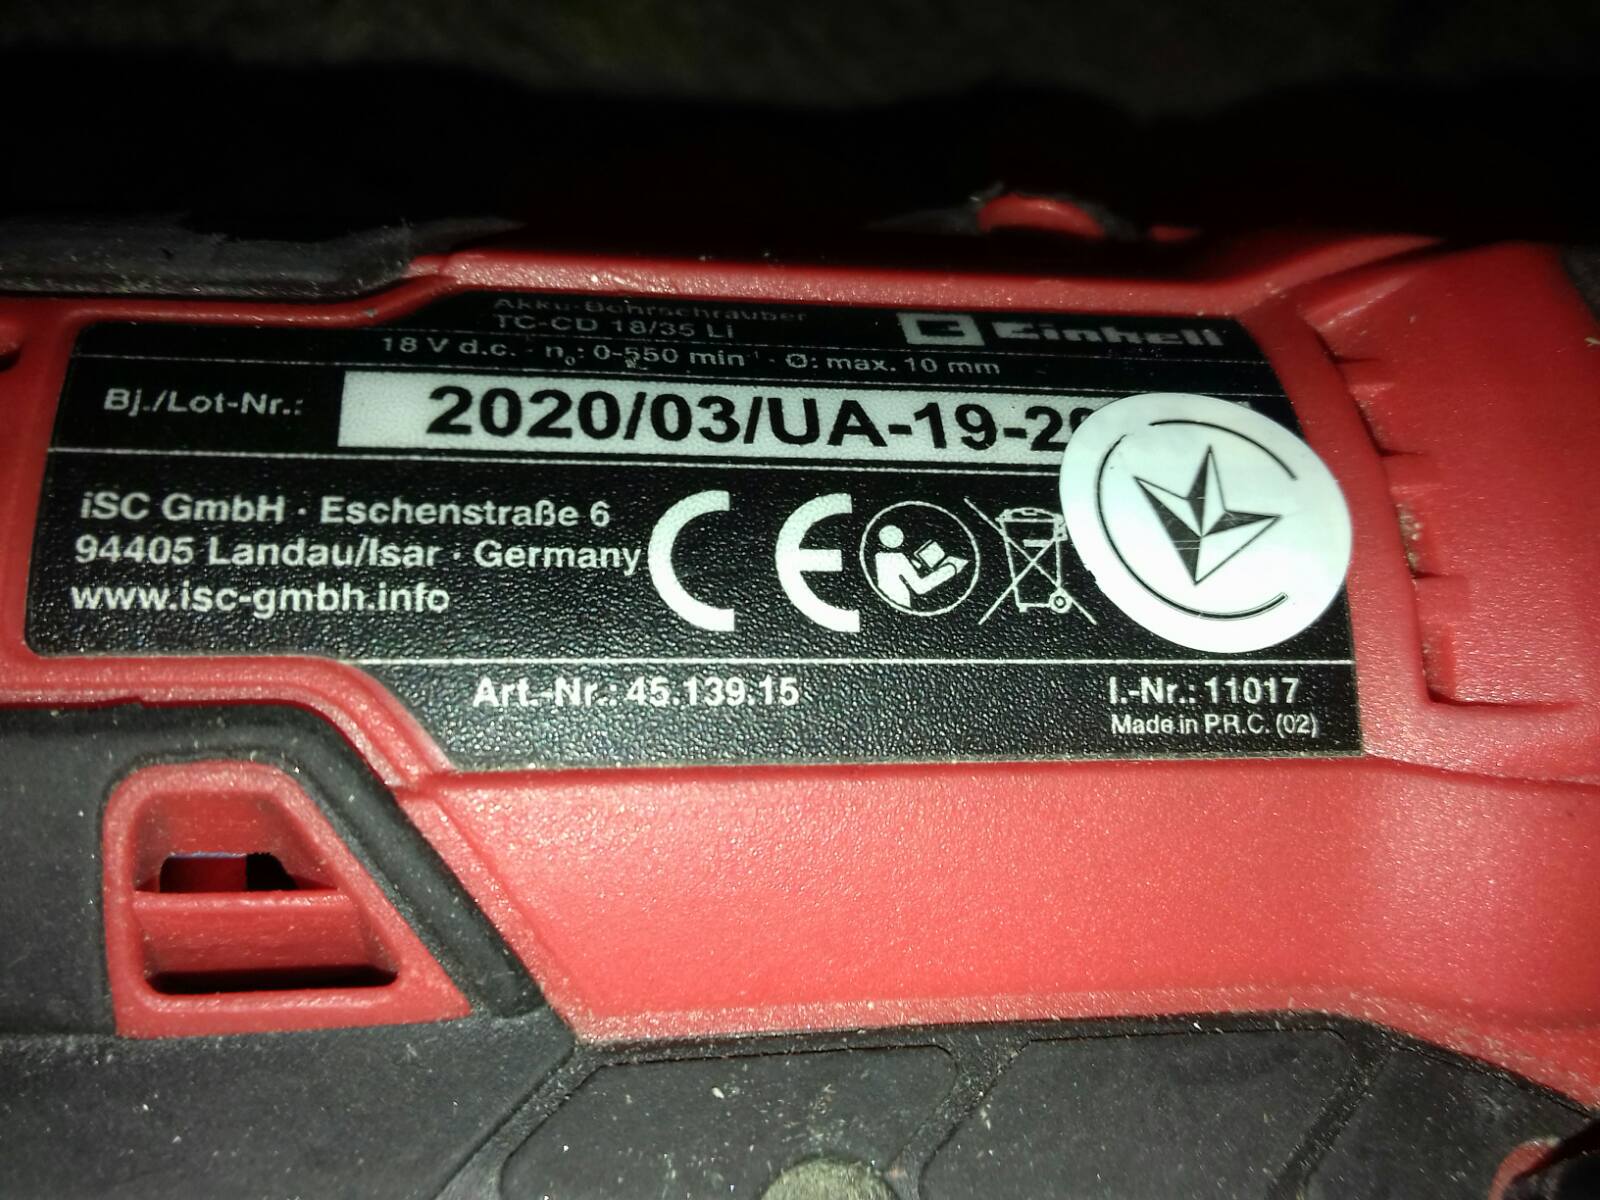 Akku-Bohrschrauber
TC-CD 18/35 Li
Einhell
18 V d.c. · n₀: 0-550 min⁻¹ · Ø: max. 10 mm
Bj./Lot-Nr.: 2020/03/UA-19-2
iSC GmbH · Eschenstraße 6
94405 Landau/Isar · Germany
www.isc-gmbh.info
CE
Art.-Nr.: 45.139.15
I.-Nr.: 11017
Made in P.R.C. (02)